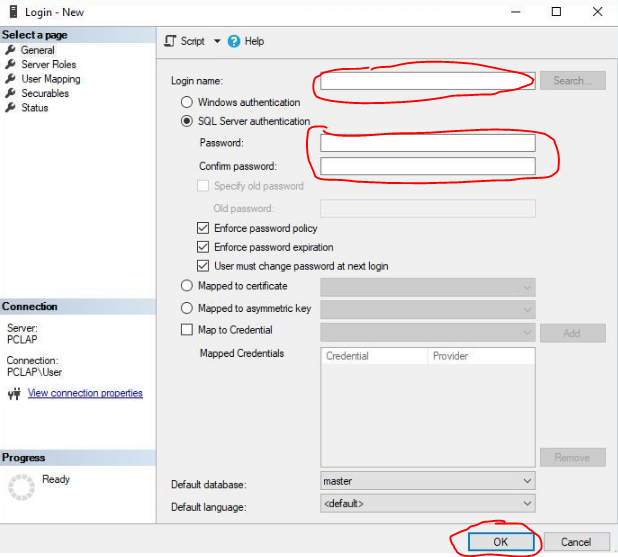 Login - New
Select a page
General
Server Roles
User Mapping
Securables
Status
Script
Help
Login name:
Search...
Windows authentication
SQL Server authentication
Password:
Confirm password:
Specify old password
Old password:
Enforce password policy
Enforce password expiration
User must change password at next login
Mapped to certificate
Mapped to asymmetric key
Map to Credential
Add
Mapped Credentials
Credential Provider
Remove
Default database: master
Default language: <default>
Connection
Server:
PCLAP
Connection:
PCLAP\User
View connection properties
Progress
Ready
OK
Cancel